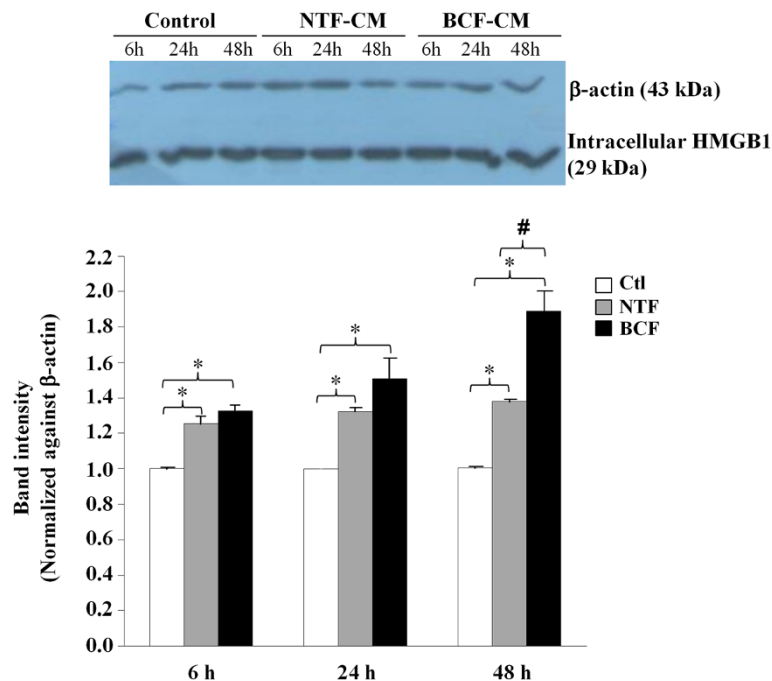 Control NTF-CM BCF-CM
6h 24h 48h 6h 24h 48h 6h 24h 48h
β-actin (43 kDa)
Intracellular HMGB1
(29 kDa)
Band intensity
(Normalized against β-actin)
2.2
2.0
1.8
1.6
1.4
1.2
1.0
0.8
0.6
0.4
0.2
0.0
* *
* *
* * #
Ctl
NTF
BCF
6 h 24 h 48 h